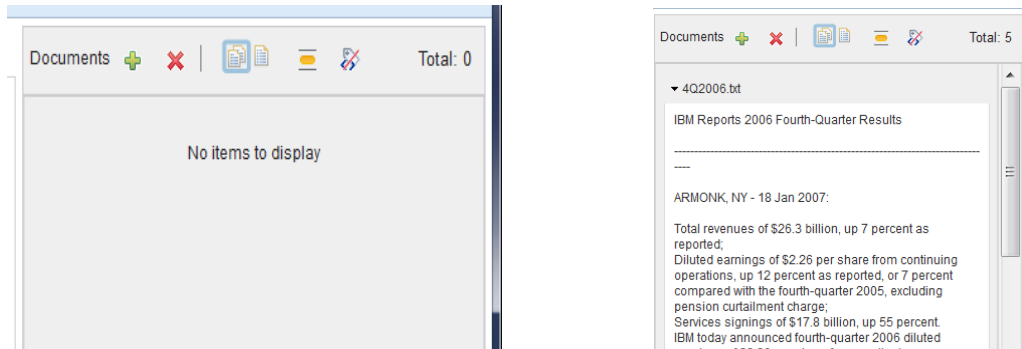 Documents Total: 0
No items to display
Documents Total: 5
4Q2006.txt
IBM Reports 2006 Fourth-Quarter Results
----------------------------------------------------------------------------
----
ARMONK, NY - 18 Jan 2007:
Total revenues of $26.3 billion, up 7 percent as
reported;
Diluted earnings of $2.26 per share from continuing
operations, up 12 percent as reported, or 7 percent
compared with the fourth-quarter 2005, excluding
pension curtailment charge;
Services signings of $17.8 billion, up 55 percent.
IBM today announced fourth-quarter 2006 diluted